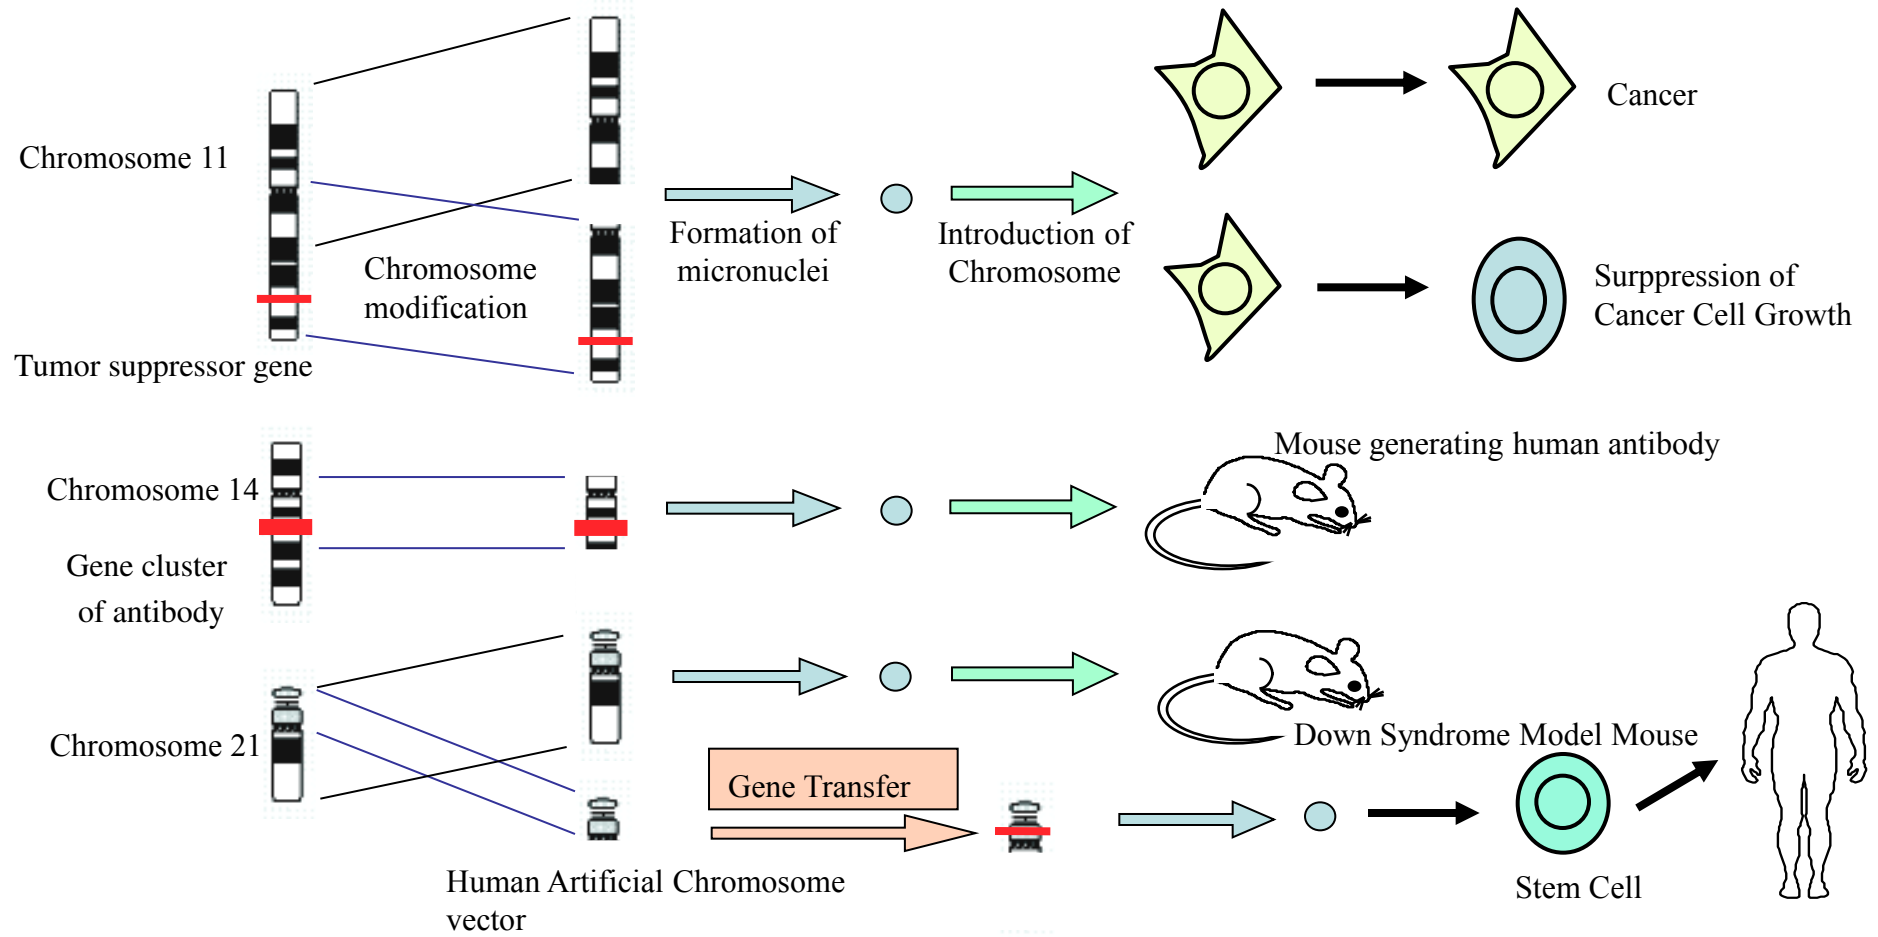 Cancer
Chromosome 11
Formation of
micronuclei
Introduction of
Chromosome
Chromosome
modification
Surppression of
Cancer Cell Growth
Tumor suppressor gene
Mouse generating human antibody
Chromosome 14
Gene cluster
of antibody
Chromosome 21
Down Syndrome Model Mouse
Gene Transfer
Human Artificial Chromosome
vector
Stem Cell